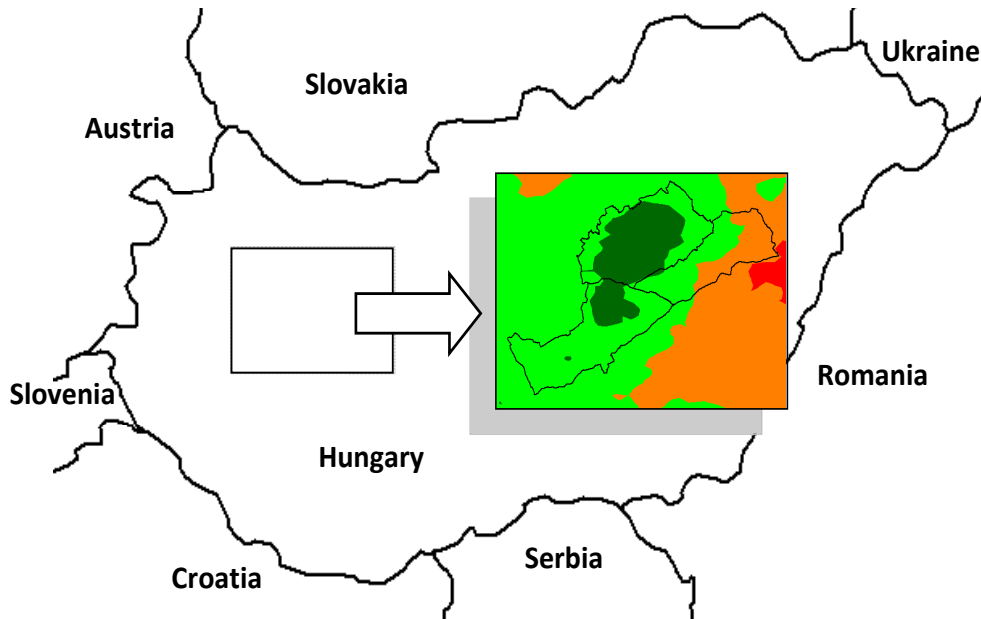 Ukraine
Slovakia
Austria
Romania
Slovenia
Hungary
Serbia
Croatia